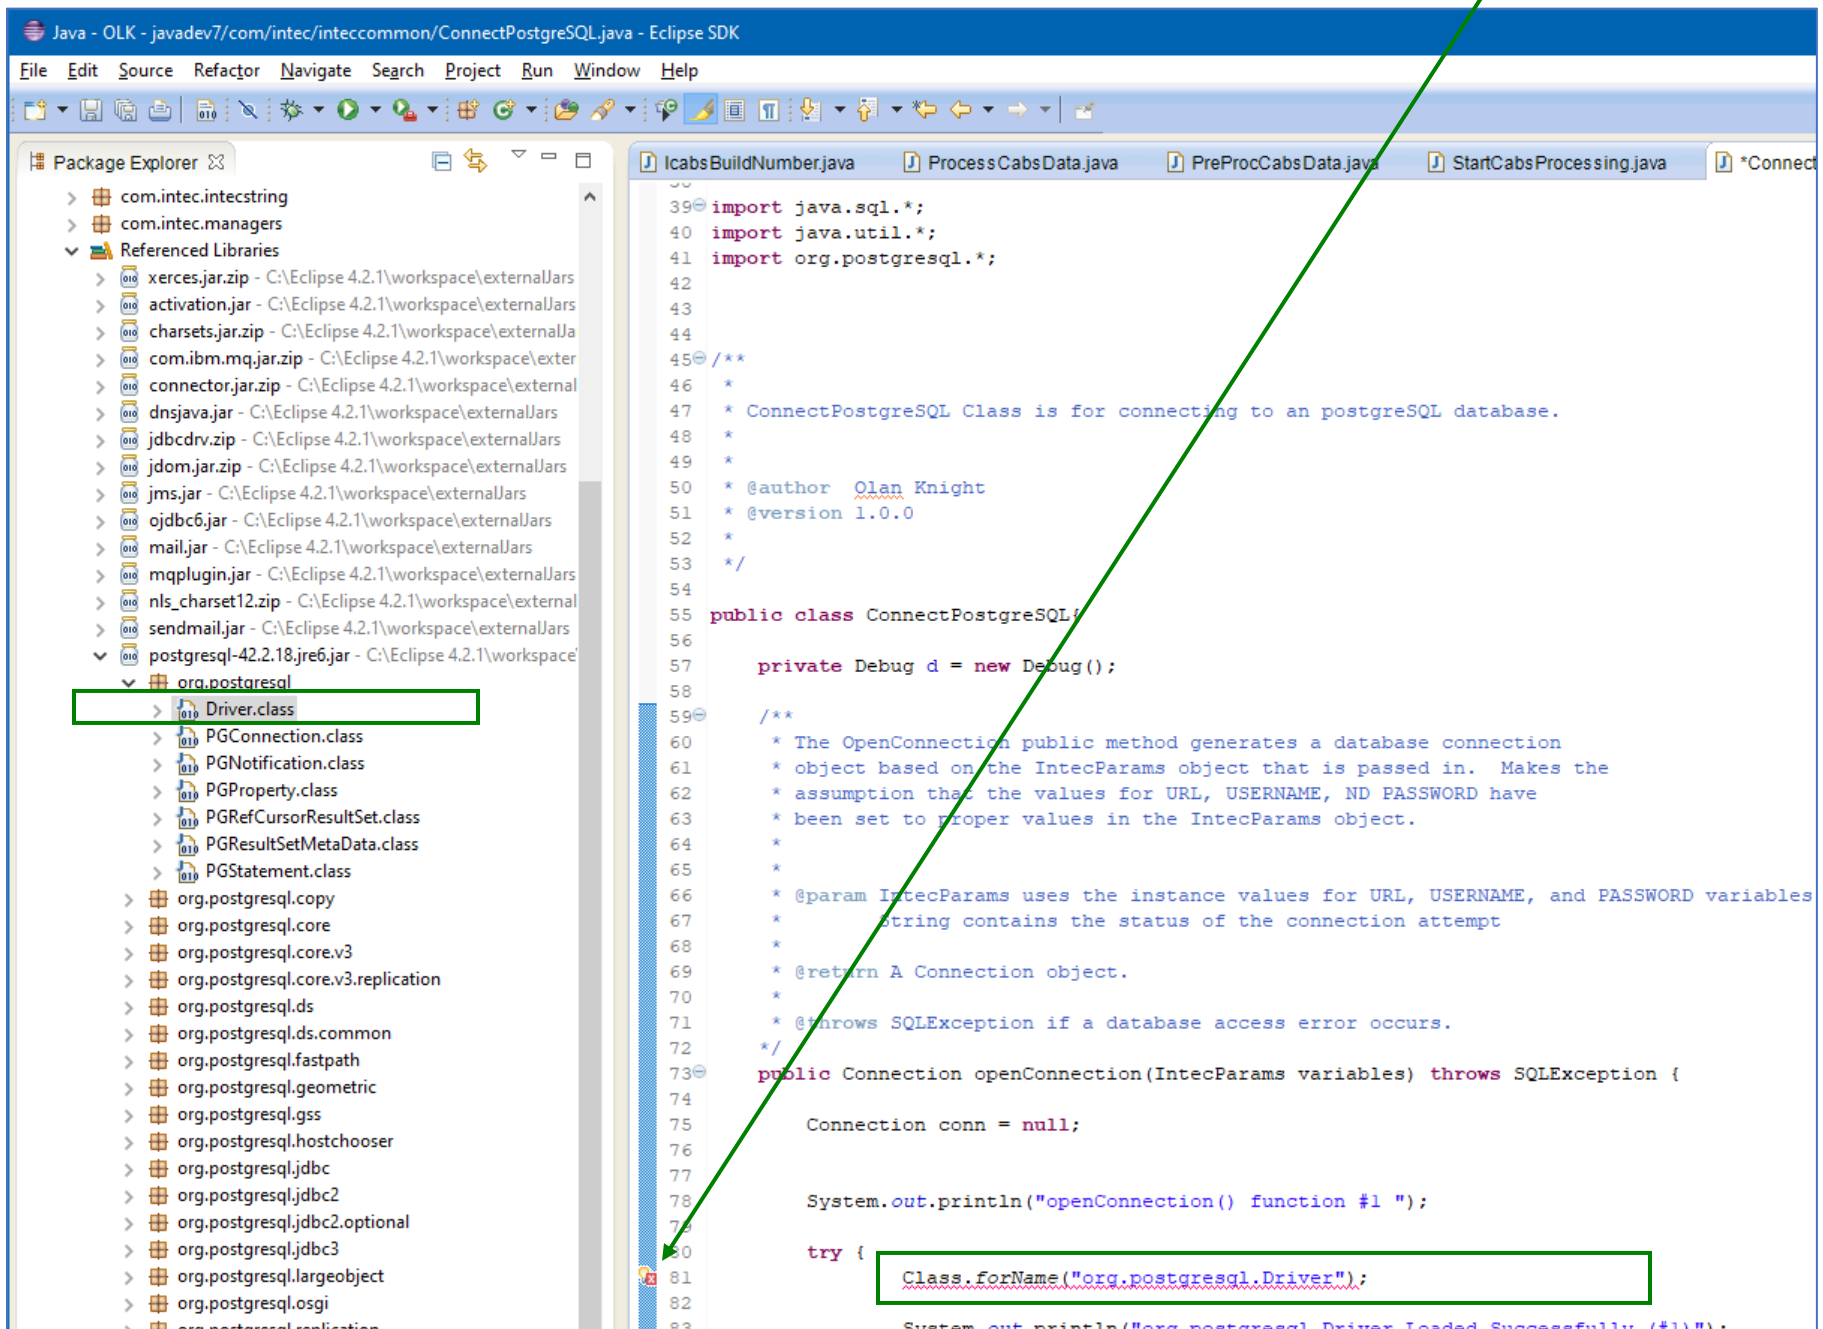 Java - OLK - javadev7/com/intec/inteccommon/ConnectPostgreSQL.java - Eclipse SDK
File Edit Source Refactor Navigate Search Project Run Window Help
Package Explorer
com.intec.intecstring
com.intec.managers
Referenced Libraries
xerces.jar.zip - C:\Eclipse 4.2.1\workspace\externalJars
activation.jar - C:\Eclipse 4.2.1\workspace\externalJars
charsets.jar.zip - C:\Eclipse 4.2.1\workspace\externalJa
com.ibm.mq.jar.zip - C:\Eclipse 4.2.1\workspace\exter
connector.jar.zip - C:\Eclipse 4.2.1\workspace\external
dnsjava.jar - C:\Eclipse 4.2.1\workspace\externalJars
jdbcdrv.zip - C:\Eclipse 4.2.1\workspace\externalJars
jdom.jar.zip - C:\Eclipse 4.2.1\workspace\externalJars
jms.jar - C:\Eclipse 4.2.1\workspace\externalJars
ojdbc6.jar - C:\Eclipse 4.2.1\workspace\externalJars
mail.jar - C:\Eclipse 4.2.1\workspace\externalJars
mqplugin.jar - C:\Eclipse 4.2.1\workspace\externalJars
nls_charset12.zip - C:\Eclipse 4.2.1\workspace\external
sendmail.jar - C:\Eclipse 4.2.1\workspace\externalJars
postgresql-42.2.18.jre6.jar - C:\Eclipse 4.2.1\workspace\
org.postgresql
Driver.class
PGConnection.class
PGNotification.class
PGProperty.class
PGRefCursorResultSet.class
PGResultSetMetaData.class
PGStatement.class
org.postgresql.copy
org.postgresql.core
org.postgresql.core.v3
org.postgresql.core.v3.replication
org.postgresql.ds
org.postgresql.ds.common
org.postgresql.fastpath
org.postgresql.geometric
org.postgresql.gss
org.postgresql.hostchooser
org.postgresql.jdbc
org.postgresql.jdbc2
org.postgresql.jdbc2.optional
org.postgresql.jdbc3
org.postgresql.largeobject
org.postgresql.osgi
org.postgresql.replication
IcabsBuildNumber.java ProcessCabsData.java PreProcCabsData.java StartCabsProcessing.java *Connect
39 import java.sql.*;
40 import java.util.*;
41 import org.postgresql.*;
42
43
44
45 /**
46 *
47 * ConnectPostgreSQL Class is for connecting to an postgreSQL database.
48 *
49 *
50 * @author Olan Knight
51 * @version 1.0.0
52 *
53 */
54
55 public class ConnectPostgreSQL{
56
57 private Debug d = new Debug();
58
59 /**
60 * The OpenConnection public method generates a database connection
61 * object based on the IntecParams object that is passed in. Makes the
62 * assumption that the values for URL, USERNAME, ND PASSWORD have
63 * been set to proper values in the IntecParams object.
64 *
65 *
66 * @param IntecParams uses the instance values for URL, USERNAME, and PASSWORD variables
67 * String contains the status of the connection attempt
68 *
69 * @return A Connection object.
70 *
71 * @throws SQLException if a database access error occurs.
72 */
73 public Connection openConnection(IntecParams variables) throws SQLException {
74
75 Connection conn = null;
76
77
78 System.out.println("openConnection() function #1 ");
79
80 try {
81 Class.forName("org.postgresql.Driver");
82
83 System.out.println("org.postgresql.Driver Loaded Successfully (#1)");